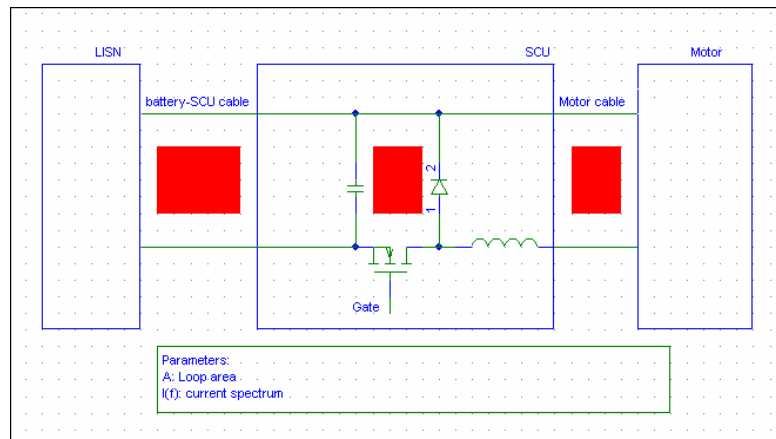 LISN
SCU
Motor
battery-SCU cable
Motor cable
2
1
Gate
Parameters:
A: Loop area
I(f): current spectrum